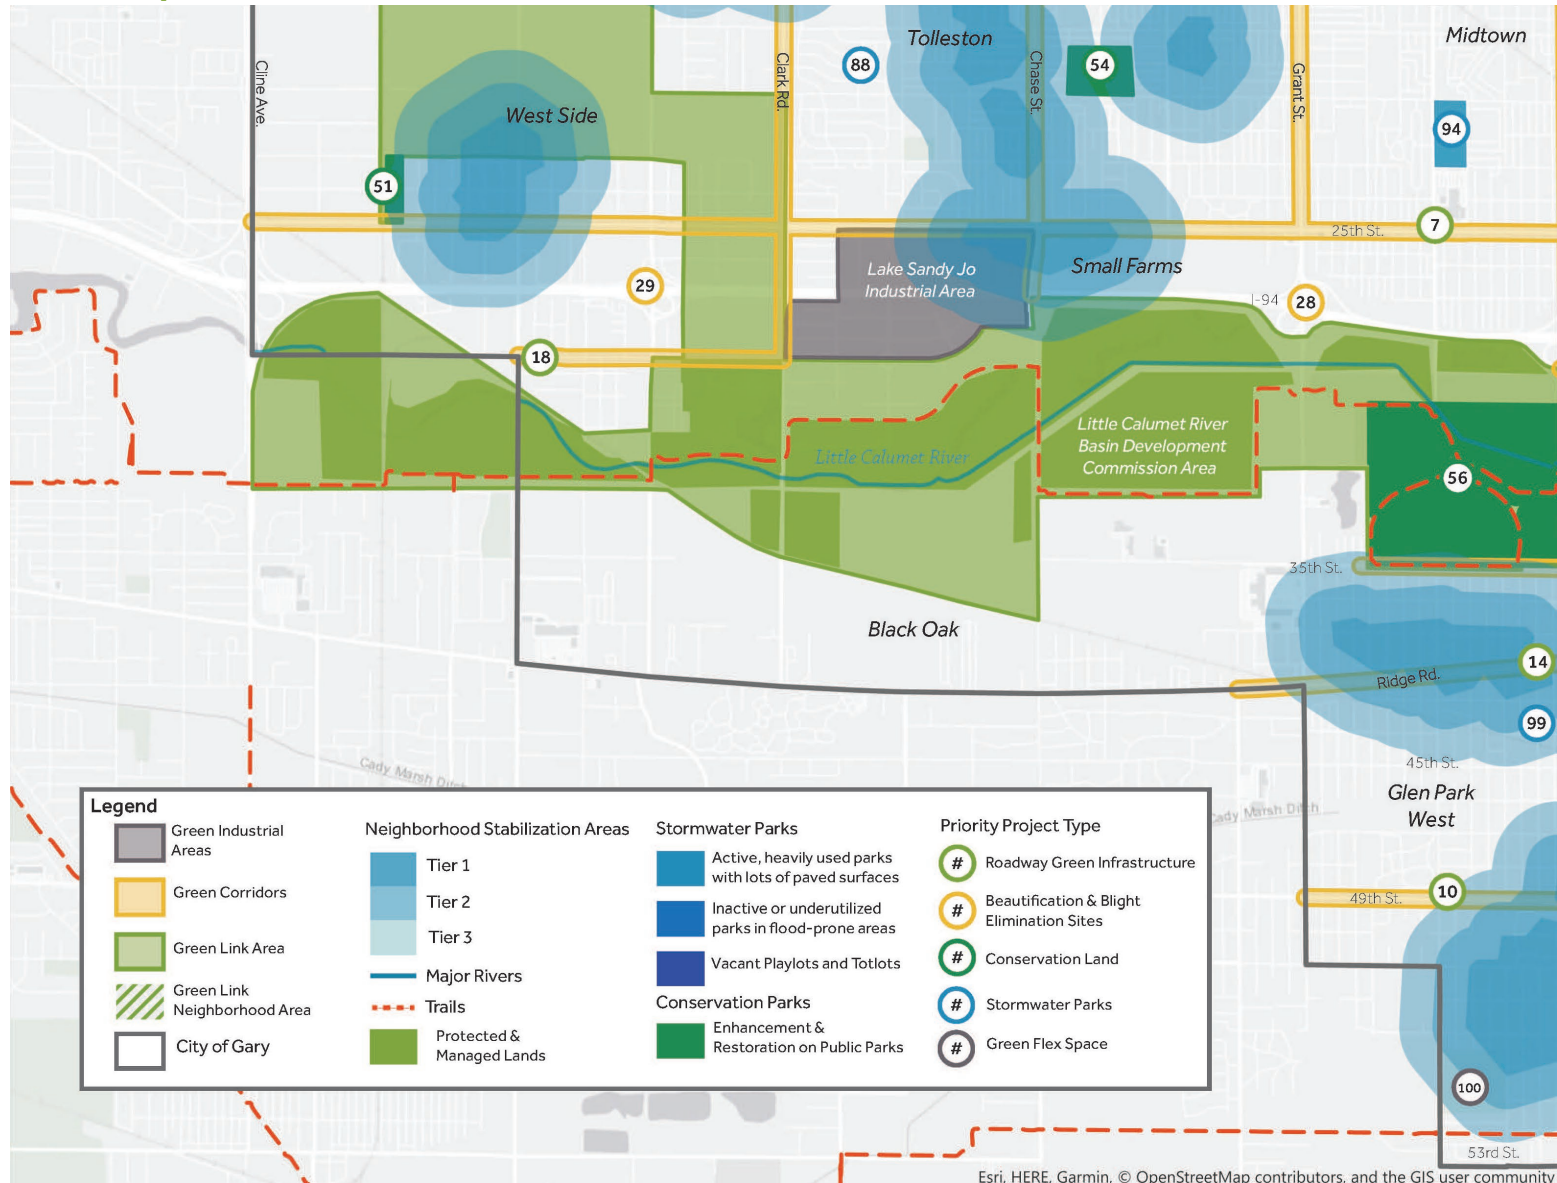 Tolleston
Midtown
Cline Ave.
Clark Rd.
Chase St.
Grant St.
88
54
West Side
94
51
7
25th St.
Lake Sandy Jo
Industrial Area
Small Farms
29
I-94
28
18
Little Calumet River
Basin Development
Commission Area
Little Calumet River
56
35th St.
Black Oak
14
Ridge Rd.
99
45th St.
Cady Marsh Ditch
Glen Park
West
Cady Marsh Ditch
10
49th St.
100
53rd St.
Legend
Green Industrial
Areas
Green Corridors
Green Link Area
Green Link
Neighborhood Area
City of Gary
Neighborhood Stabilization Areas
Tier 1
Tier 2
Tier 3
Major Rivers
Trails
Protected &
Managed Lands
Stormwater Parks
Active, heavily used parks
with lots of paved surfaces
Inactive or underutilized
parks in flood-prone areas
Vacant Playlots and Totlots
Conservation Parks
Enhancement &
Restoration on Public Parks
Priority Project Type
# Roadway Green Infrastructure
# Beautification & Blight
Elimination Sites
# Conservation Land
# Stormwater Parks
# Green Flex Space
Esri, HERE, Garmin, © OpenStreetMap contributors, and the GIS user community